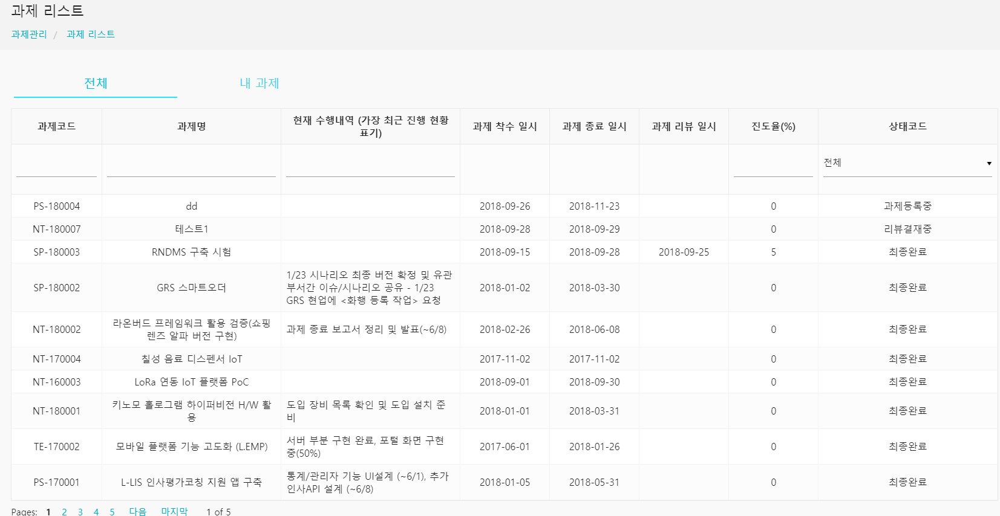 과제 리스트
과제관리 / 과제 리스트
전체 내 과제
과제코드 과제명 현재 수행내역 (가장 최근 진행 현황 표기) 과제 착수 일시 과제 종료 일시 과제 리뷰 일시 진도율(%) 상태코드
전체
PS-180004 dd 2018-09-26 2018-11-23 0 과제등록중
NT-180007 테스트1 2018-09-28 2018-09-29 0 리뷰결재중
SP-180003 RNDMS 구축 시험 2018-09-15 2018-09-28 2018-09-25 5 최종완료
SP-180002 GRS 스마트오더 1/23 시나리오 최종 버전 확정 및 유관 부서간 이슈/시나리오 공유 - 1/23 GRS 현업에 <화행 등록 작업> 요청 2018-01-02 2018-03-30 0 최종완료
NT-180002 라온버드 프레임워크 활용 검증(쇼핑 렌즈 알파 버전 구현) 과제 종료 보고서 정리 및 발표(~6/8) 2018-02-26 2018-06-08 0 최종완료
NT-170004 칠성 음료 디스펜서 IoT 2017-11-02 2017-11-02 0 최종완료
NT-160003 LoRa 연동 IoT 플랫폼 PoC 2018-09-01 2018-09-30 0 최종완료
NT-180001 키노모 홀로그램 하이퍼비전 H/W 활용 도입 장비 목록 확인 및 도입 설치 준비 2018-01-01 2018-03-31 0 최종완료
TE-170002 모바일 플랫폼 기능 고도화 (L.EMP) 서버 부분 구현 완료, 포털 화면 구현중(50%) 2017-06-01 2018-01-26 0 최종완료
PS-170001 L-LIS 인사평가코칭 지원 앱 구축 통계/관리자 기능 UI설계 (~6/1), 추가 인사API 설계 (~6/8) 2018-01-05 2018-05-31 0 최종완료
Pages: 1 2 3 4 5 다음 마지막 1 of 5